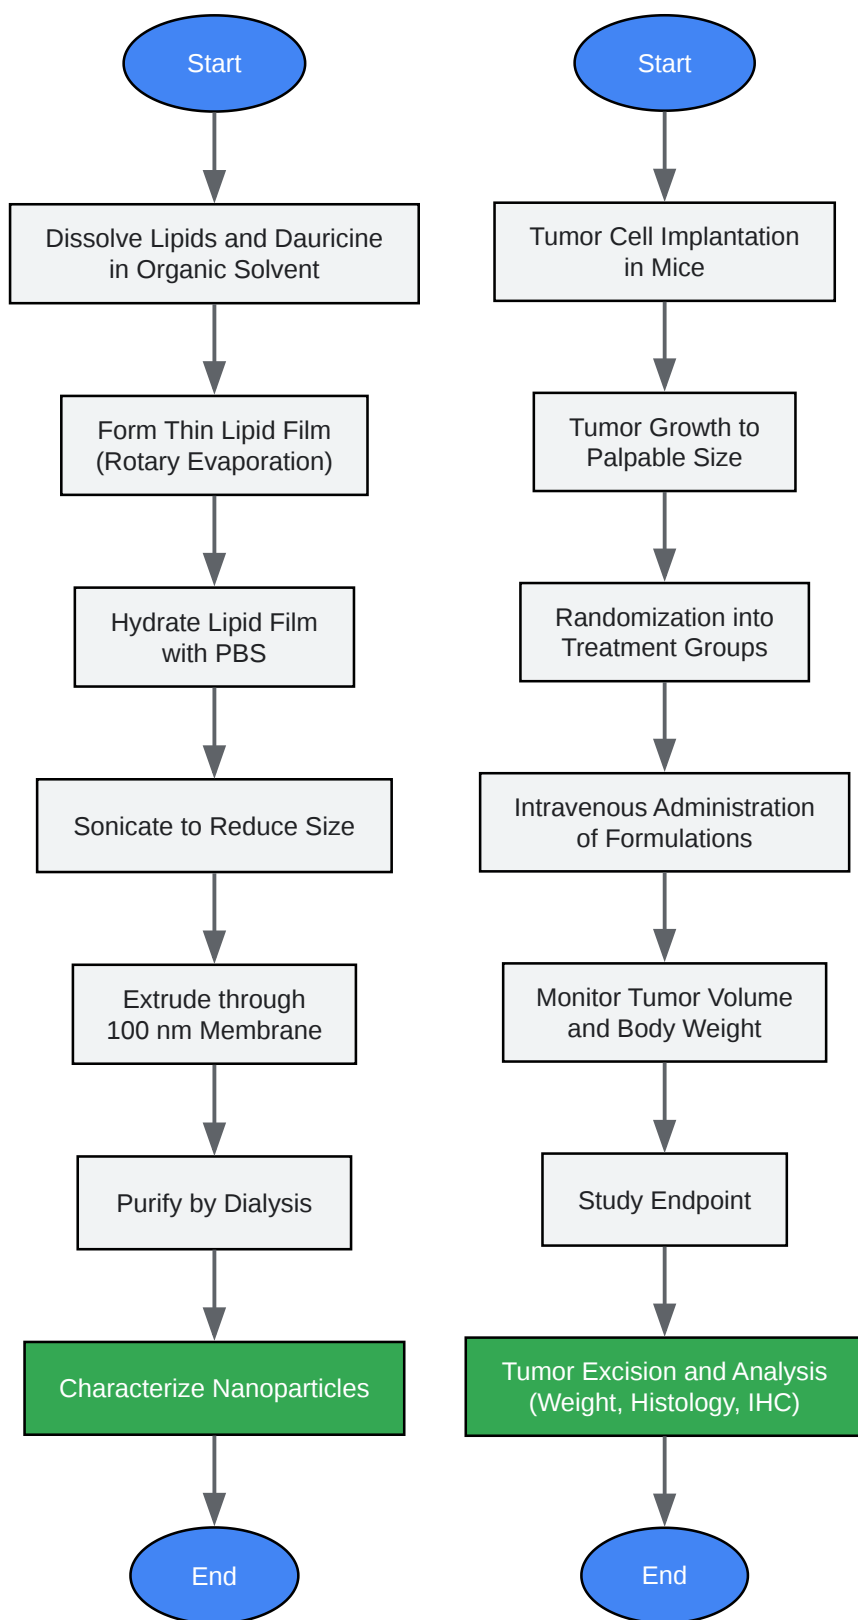 Start
Dissolve Lipids and Dauricine
in Organic Solvent
Form Thin Lipid Film
(Rotary Evaporation)
Hydrate Lipid Film
with PBS
Sonicate to Reduce Size
Extrude through
100 nm Membrane
Purify by Dialysis
Characterize Nanoparticles
End
Start
Tumor Cell Implantation
in Mice
Tumor Growth to
Palpable Size
Randomization into
Treatment Groups
Intravenous Administration
of Formulations
Monitor Tumor Volume
and Body Weight
Study Endpoint
Tumor Excision and Analysis
(Weight, Histology, IHC)
End